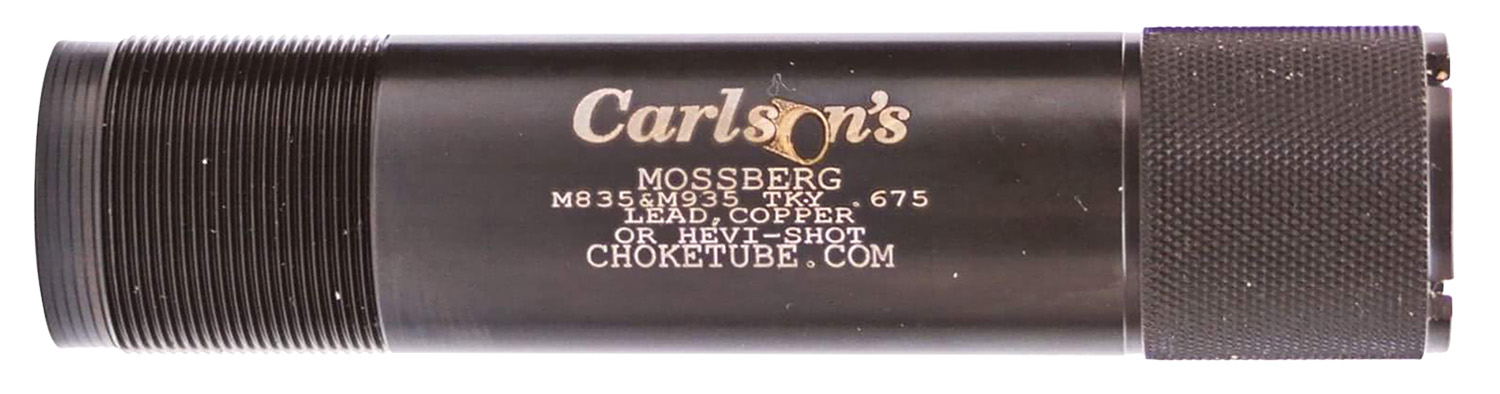 Carlson's
MOSSBERG
M835&M935 TKY .675
LEAD,COPPER
OR HEVI-SHOT
CHOKETUBE.COM